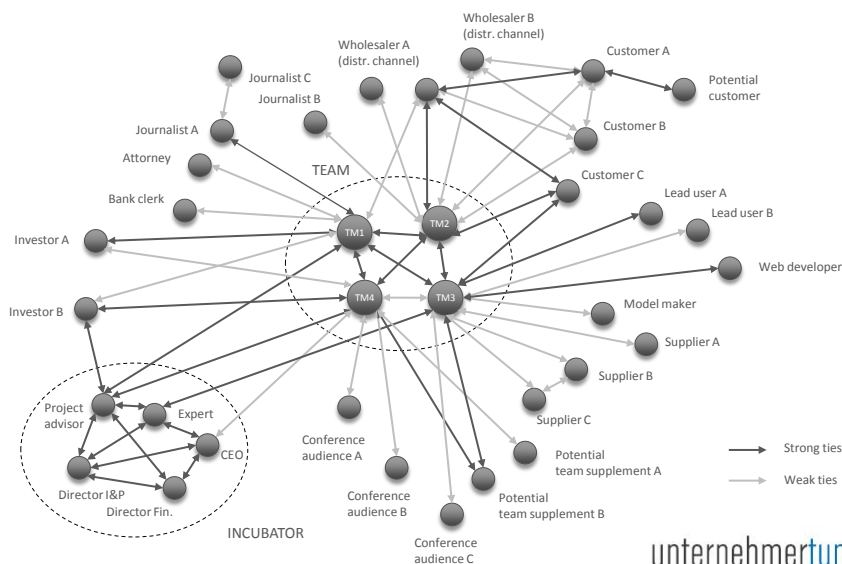 Wholesaler B
(distr. channel)
Wholesaler A
(distr. channel)
Customer A
Journalist C
Potential
customer
Journalist B
Customer B
Journalist A
Attorney
TEAM
Customer C
Bank clerk
Lead user A
Lead user B
TM1
TM2
Investor A
Web developer
TM4
TM3
Model maker
Investor B
Supplier A
Supplier B
Project
advisor
Expert
Supplier C
Conference
audience A
CEO
Strong ties
Potential
team supplement A
Weak ties
Director I&P
Director Fin.
Conference
audience B
Potential
team supplement B
INCUBATOR
Conference
audience C
unternehmertu